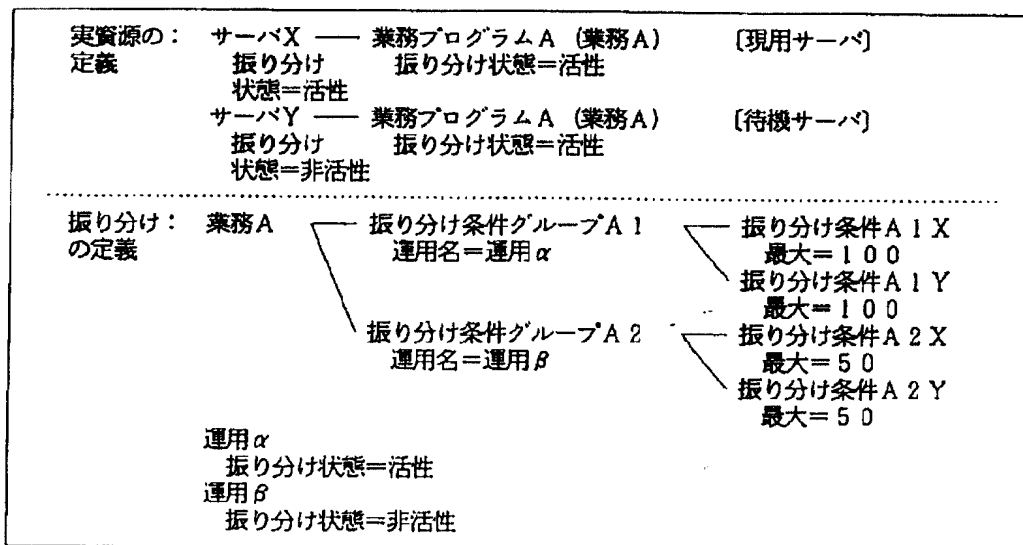 実資源の： サーバX ── 業務プログラムA（業務A） 〔現用サーバ〕
定義 振り分け 振り分け状態＝活性
状態＝活性
サーバY ── 業務プログラムA（業務A） 〔待機サーバ〕
振り分け 振り分け状態＝活性
状態＝非活性
振り分け： 業務A 振り分け条件グループA1 振り分け条件A1X
の定義 運用名＝運用α 最大＝100
振り分け条件A1Y
最大＝100
振り分け条件グループA2 振り分け条件A2X
運用名＝運用β 最大＝50
振り分け条件A2Y
最大＝50
運用α
振り分け状態＝活性
運用β
振り分け状態＝非活性